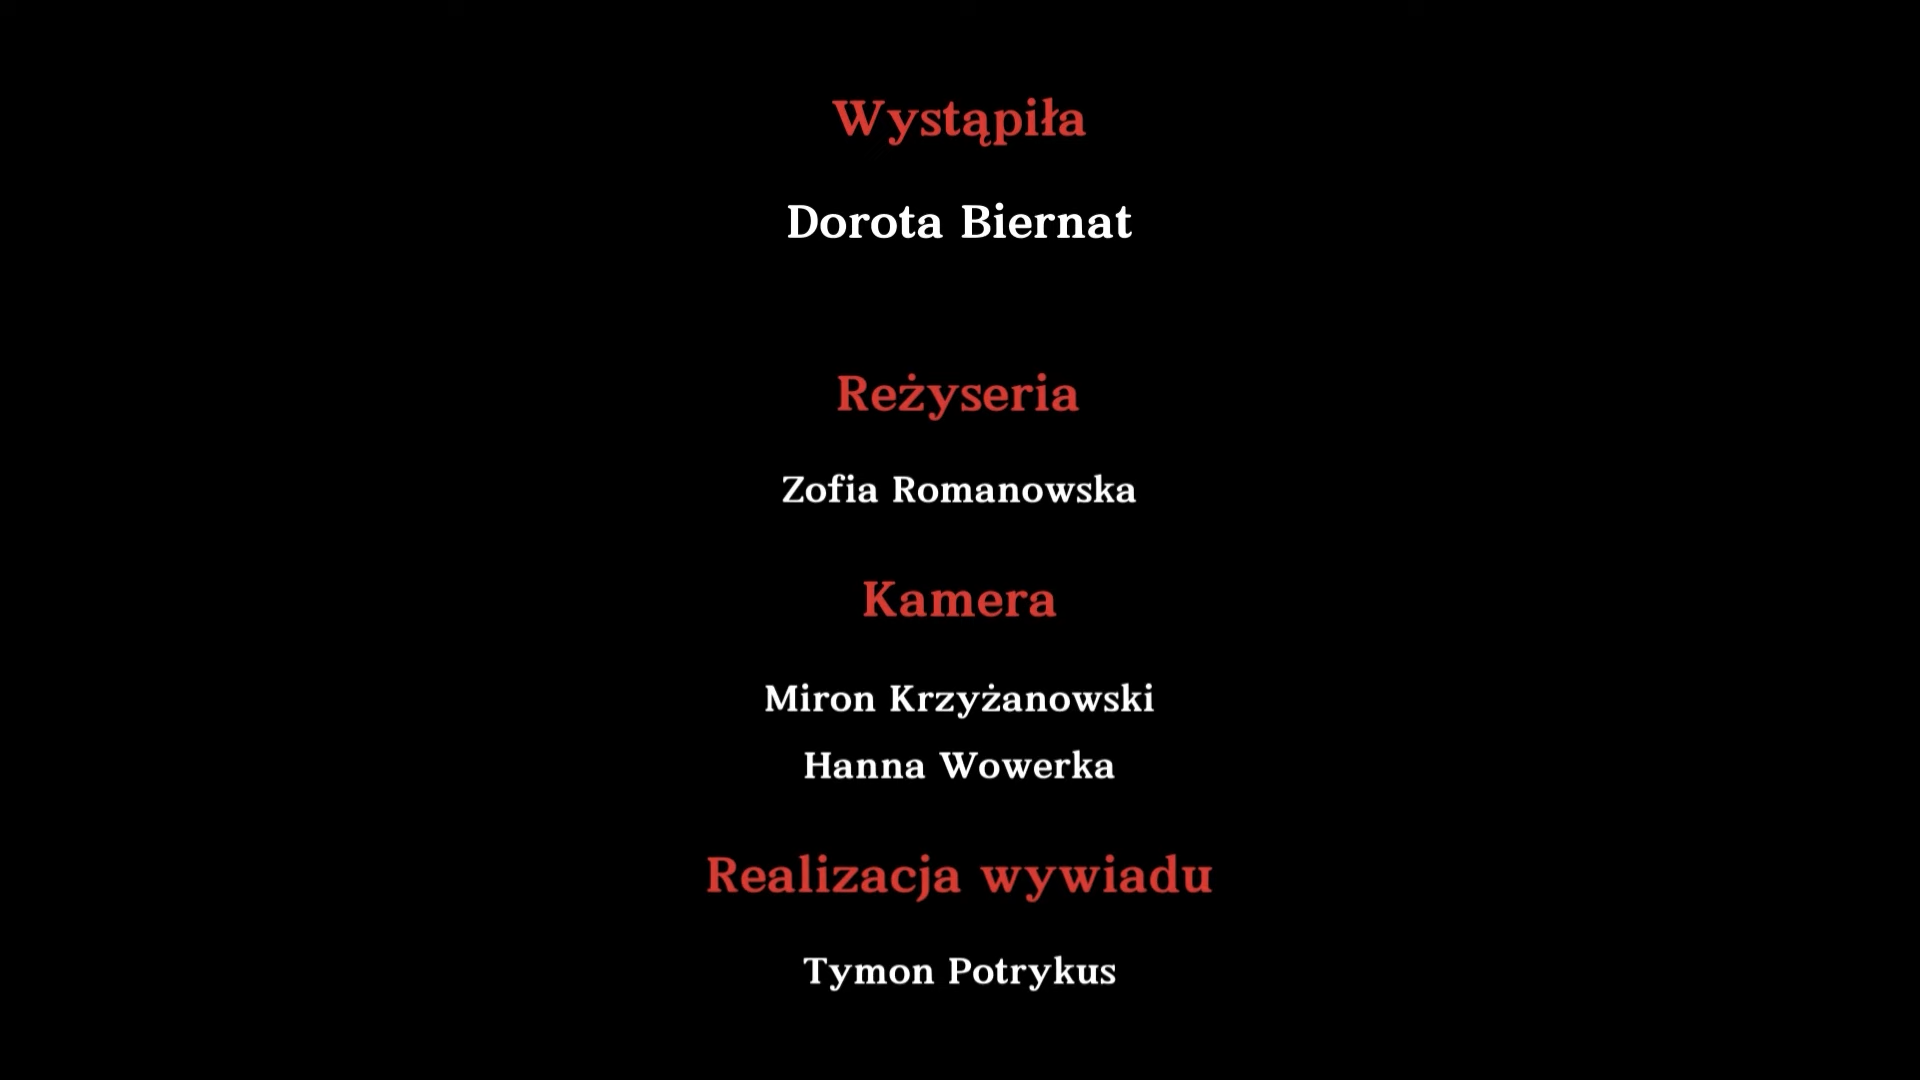 Wystąpiła
Dorota Biernat
Reżyseria
Zofia Romanowska
Kamera
Miron Krzyżanowski
Hanna Wowerka
Realizacja wywiadu
Tymon Potrykus